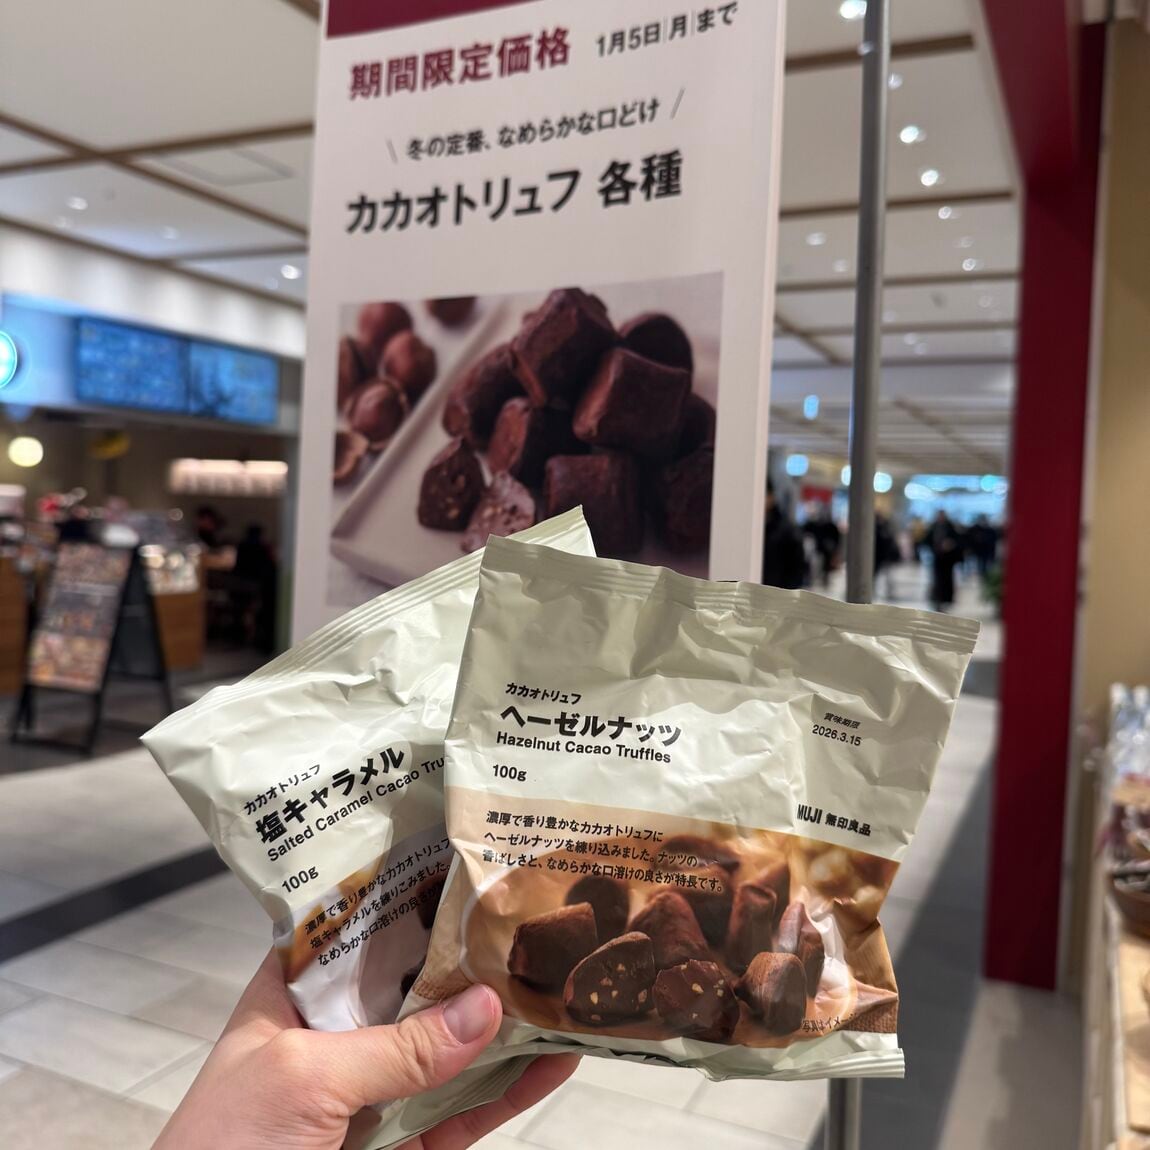 期間限定価格 1月5日|月|まで
\ 冬の定番、なめらかな口どけ /
カカオトリュフ 各種
カカオトリュフ
ヘーゼルナッツ
Hazelnut Cacao Truffles
100g
賞味期限
2026.3.15
MUJI 無印良品
濃厚で香り豊かなカカオトリュフに
ヘーゼルナッツを練り込みました。ナッツの
香ばしさと、なめらかな口溶けの良さが特長です。
写真はイメー
カカオトリュフ
塩キャラメル
Salted Caramel Cacao Tru
100g
濃厚で香り豊かなカカオトリュフ
塩キャラメルを練りこみました。
なめらかな口溶けの良さが